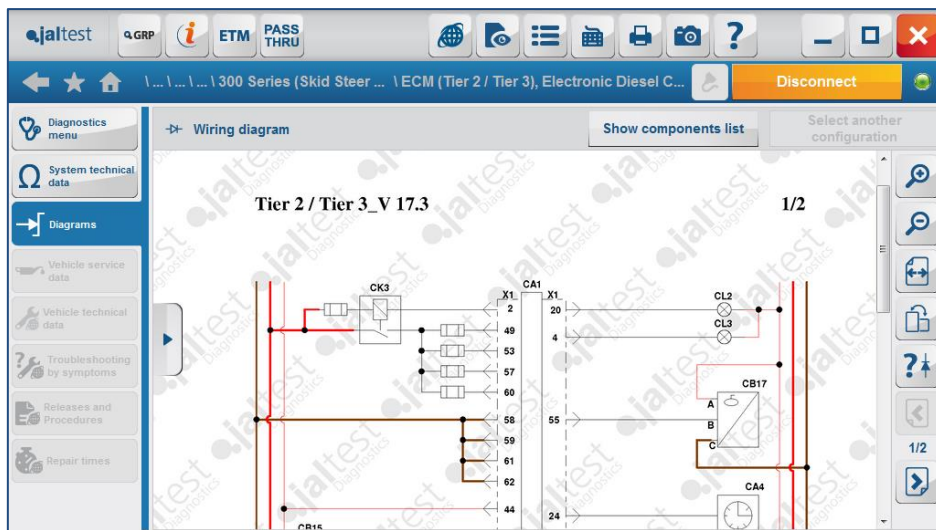 jaltest
GRP
i
ETM
PASS
THRU
?
\ ... \ ... \ ... \ 300 Series (Skid Steer ... \ ECM (Tier 2 / Tier 3), Electronic Diesel C...
Disconnect
Diagnostics
menu
System technical
data
Diagrams
Vehicle service
data
Vehicle technical
data
Troubleshooting
by symptoms
Releases and
Procedures
Repair times
Wiring diagram
Show components list
Select another
configuration
Tier 2 / Tier 3_V 17.3
1/2
CK3
CA1
X1
X1
2
20
CL2
49
4
CL3
53
57
60
CB17
A
58
55
B
59
C
61
62
CA4
44
24
CB15
1/2
jaltest
Diagnostics